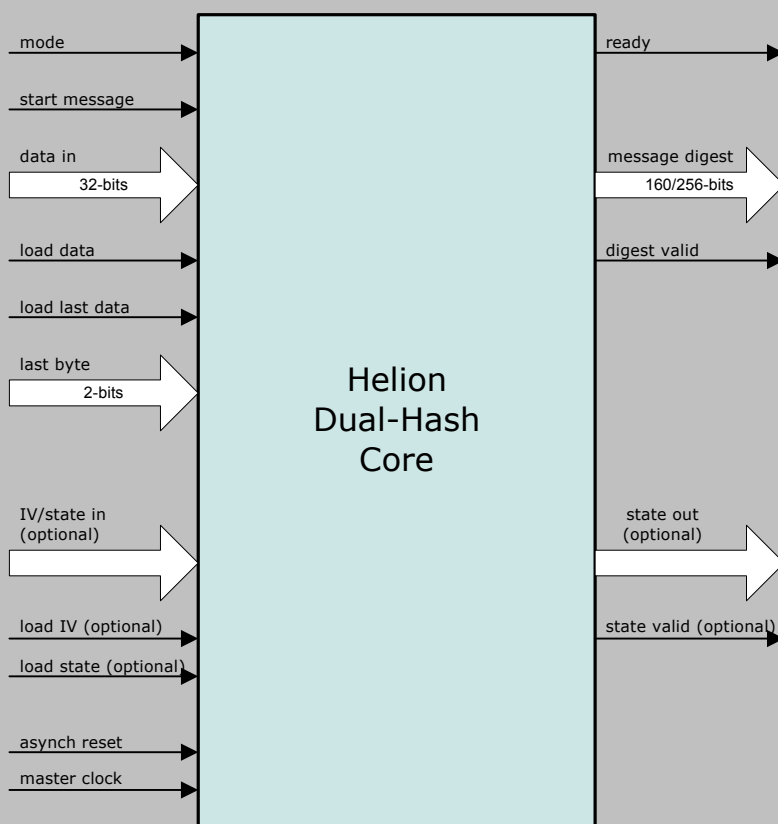 mode
start message
data in
32-bits
load data
load last data
last byte
2-bits
IV/state in
(optional)
load IV (optional)
load state (optional)
asynch reset
master clock
Helion
Dual-Hash
Core
ready
message digest
160/256-bits
digest valid
state out
(optional)
state valid (optional)